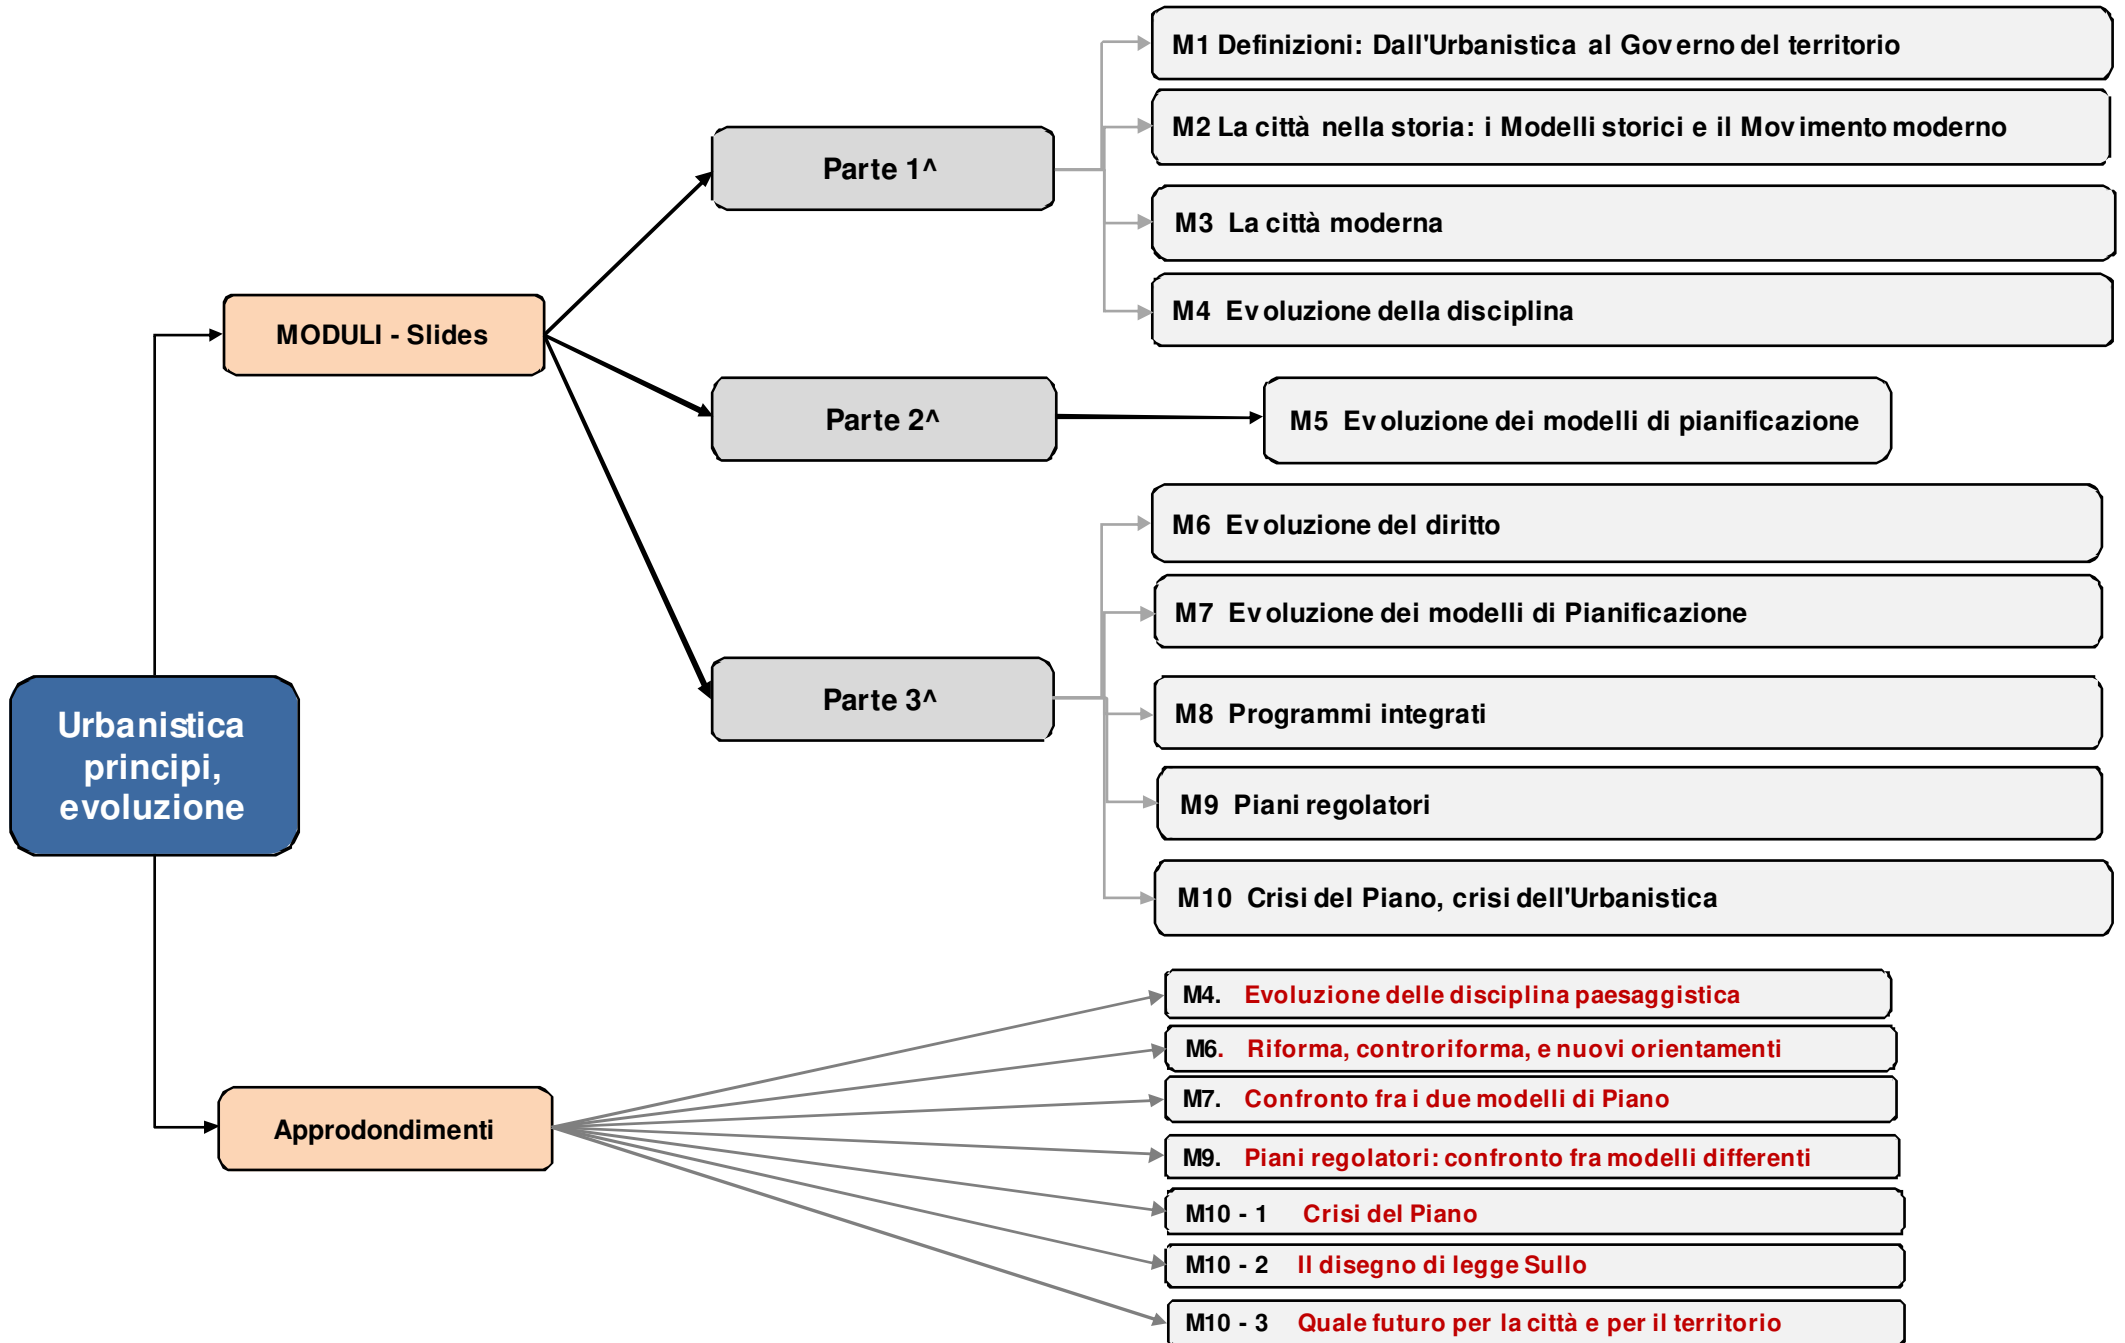 M1 Definizioni: Dall'Urbanistica al Governo del territorio
M2 La città nella storia: i Modelli storici e il Movimento moderno
Parte 1^
M3 La città moderna
M4 Evoluzione della disciplina
MODULI - Slides
Parte 2^
M5 Evoluzione dei modelli di pianificazione
M6 Evoluzione del diritto
M7 Evoluzione dei modelli di Pianificazione
Parte 3^
M8 Programmi integrati
Urbanistica
principi,
evoluzione
M9 Piani regolatori
M10 Crisi del Piano, crisi dell'Urbanistica
M4. Evoluzione delle disciplina paesaggistica
M6. Riforma, controriforma, e nuovi orientamenti
M7. Confronto fra i due modelli di Piano
Approdondimenti
M9. Piani regolatori: confronto fra modelli differenti
M10 - 1 Crisi del Piano
M10 - 2 Il disegno di legge Sullo
M10 - 3 Quale futuro per la città e per il territorio